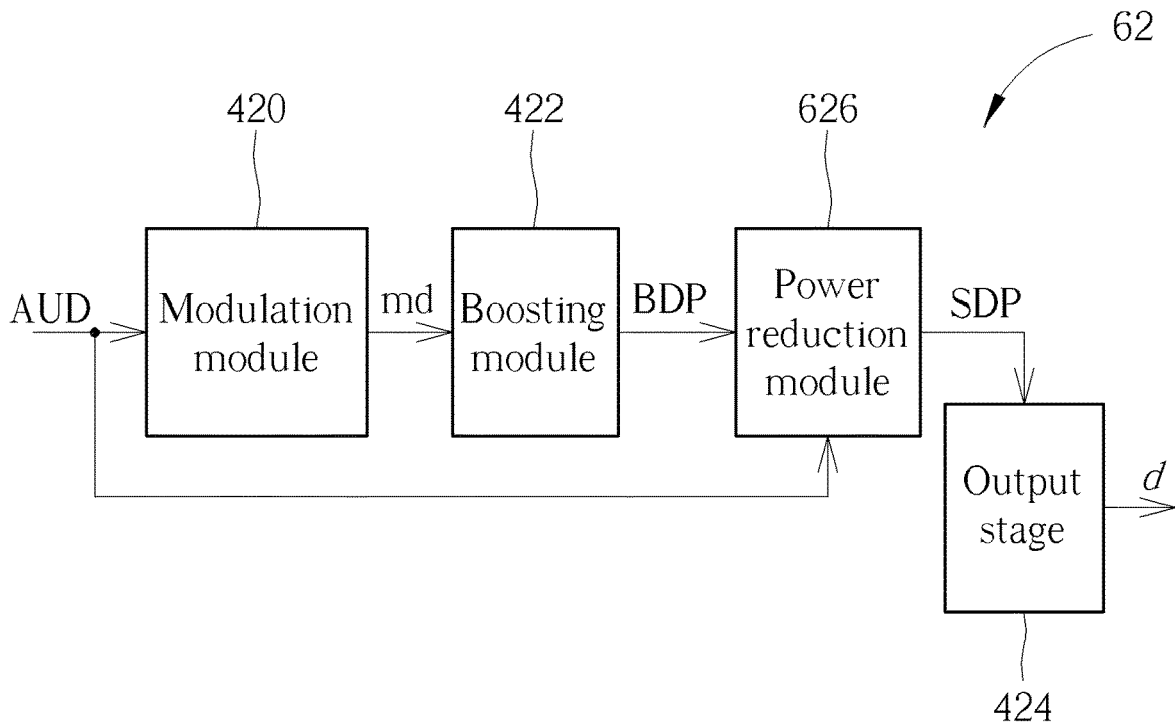 62
420
422
626
AUD
Modulation
module
md
Boosting
module
BDP
Power
reduction
module
SDP
Output
stage
d
424